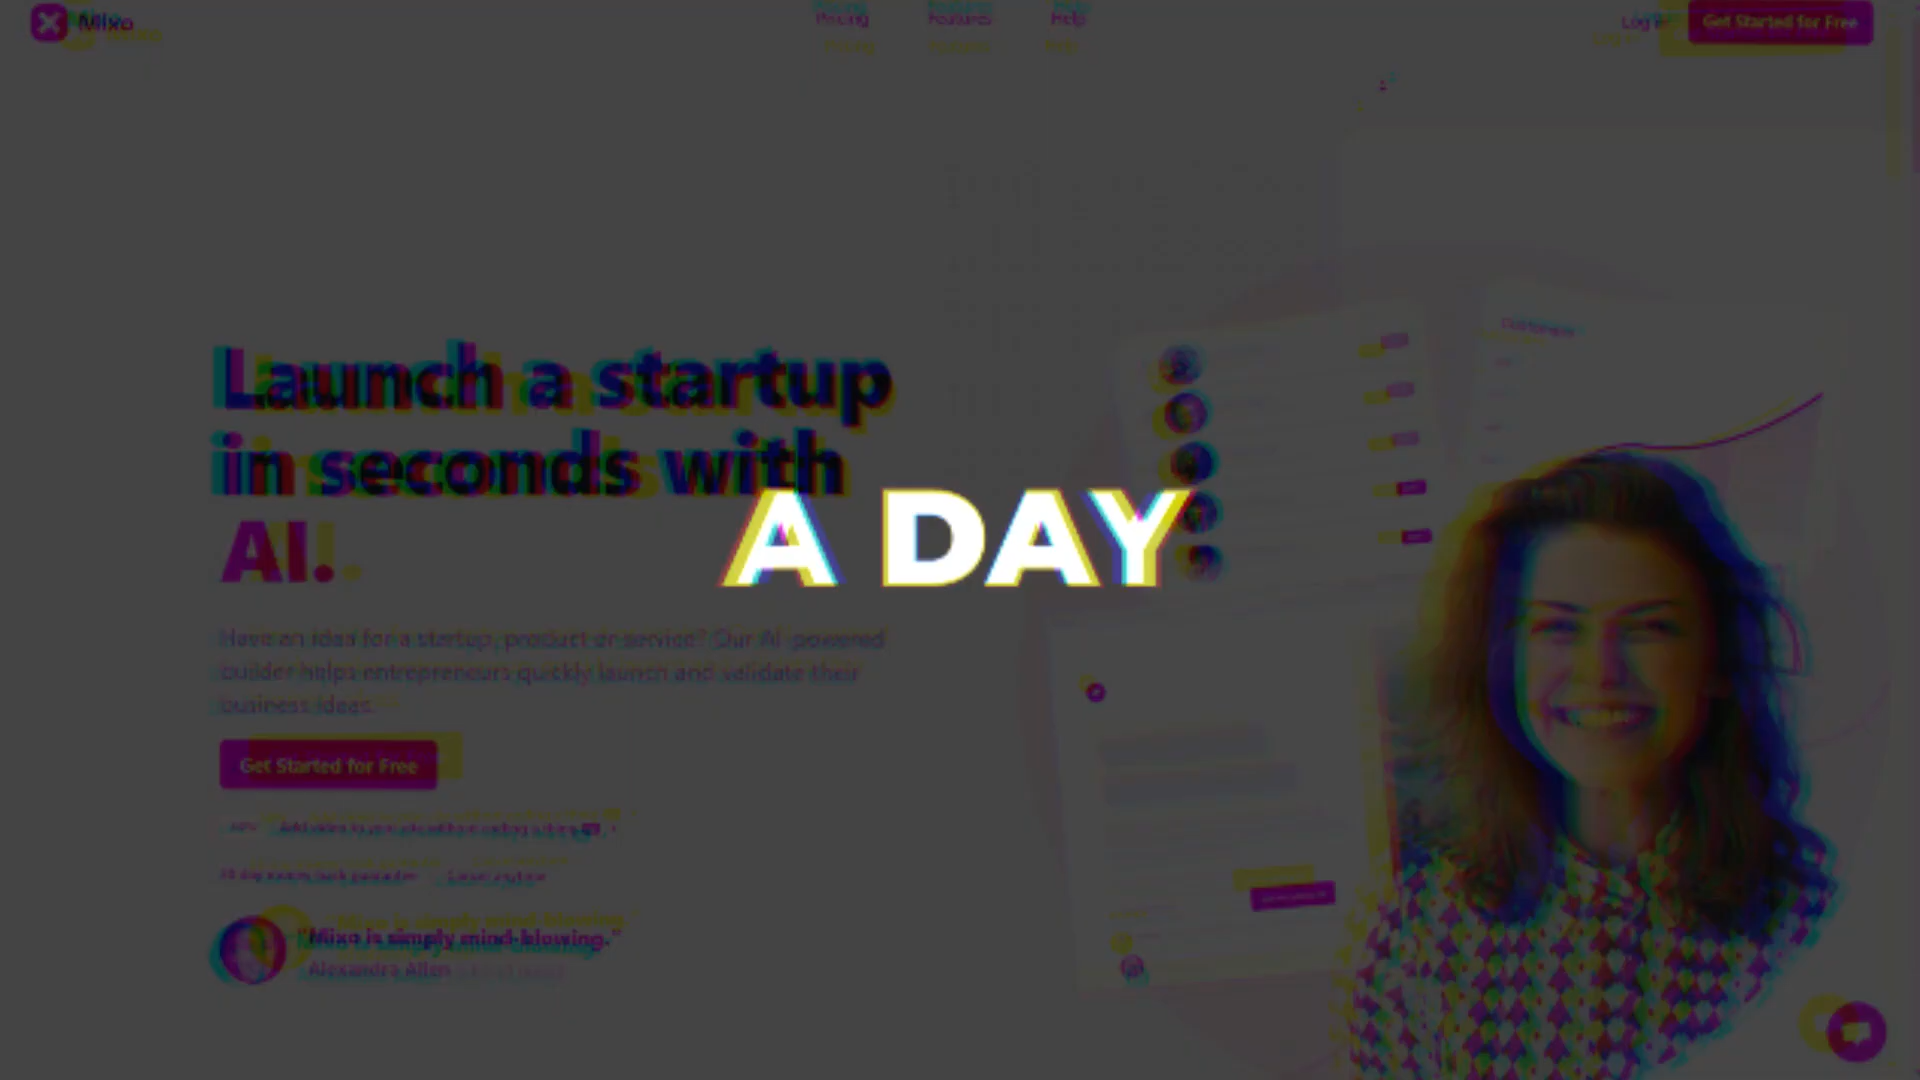 Mixo
Pricing Features Help
Log in
Get Started for Free
Customers
Launch a startup
in seconds with
AI.
A DAY
Have an idea for a startup, product or service? Our AI-powered
builder helps entrepreneurs quickly launch and validate their
business ideas.
Get Started for Free
"Mixo is simply mind-blowing."
Alexandra Allen